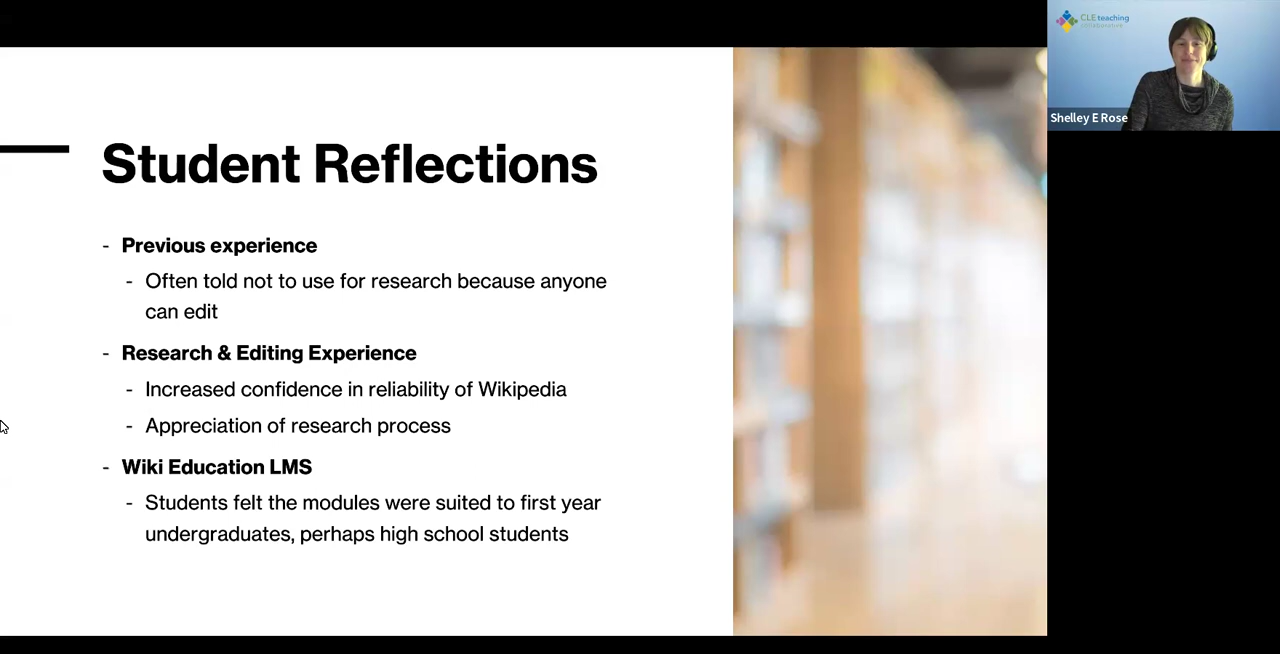 Student Reflections
- Previous experience
- Often told not to use for research because anyone
can edit
- Research & Editing Experience
- Increased confidence in reliability of Wikipedia
- Appreciation of research process
- Wiki Education LMS
- Students felt the modules were suited to first year
undergraduates, perhaps high school students
CLE teaching
collaborative
Shelley E Rose